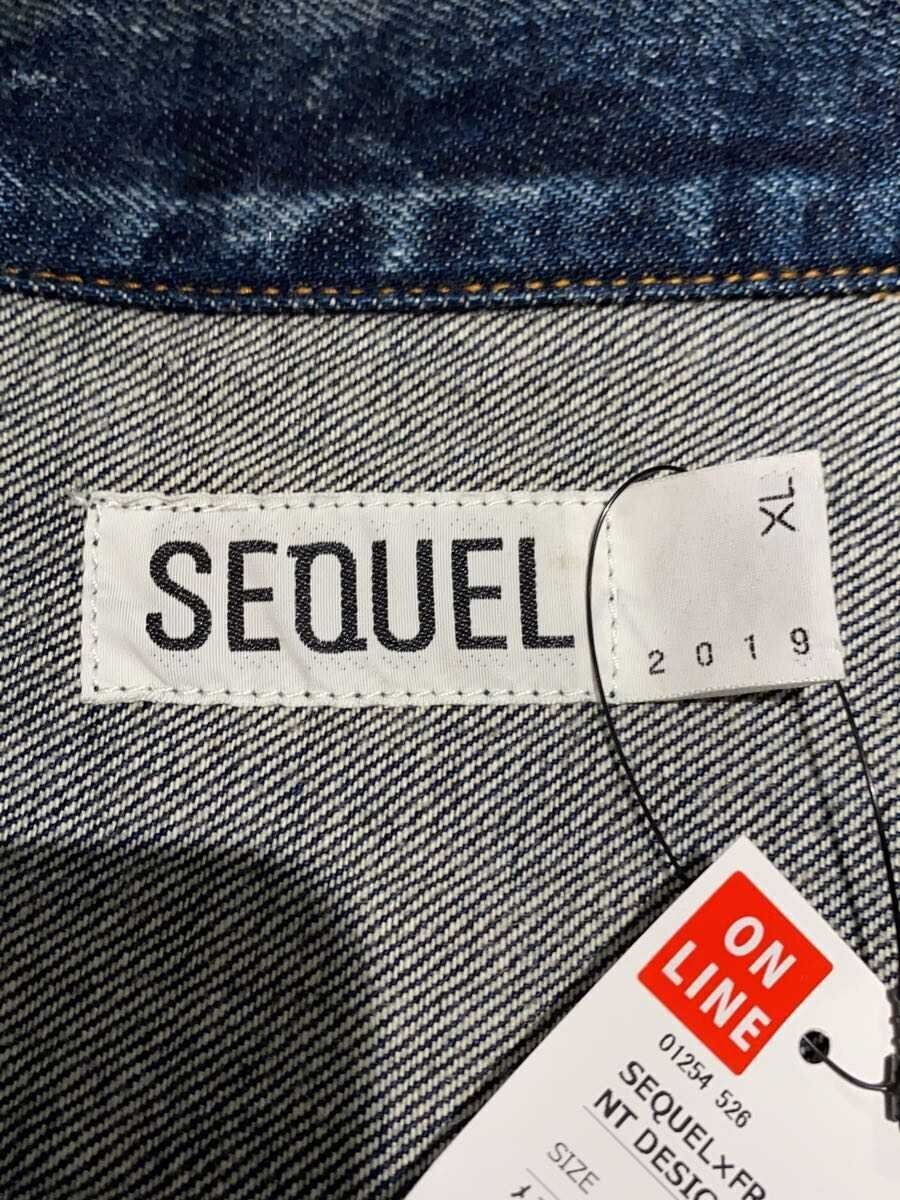 SEQUEL
XL
2019
ON
LINE
01254 526
SEQUEL×FR
NT DESIG
SIZE